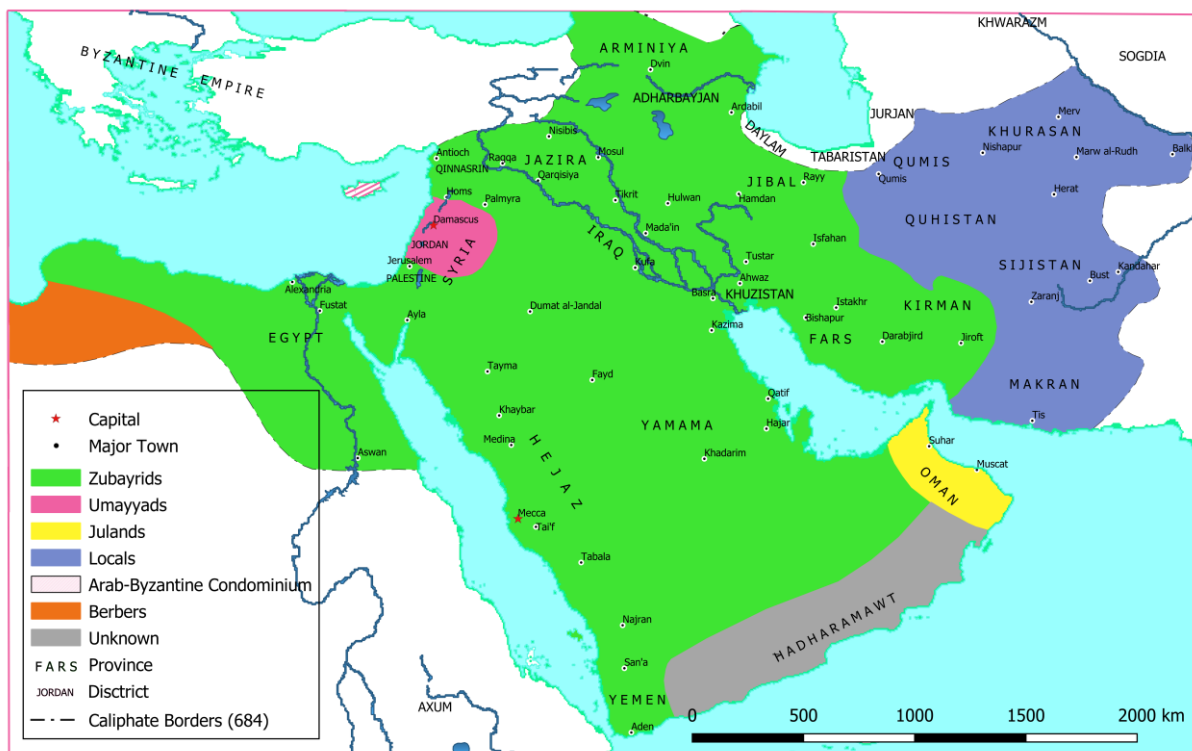 KHWARAZM
SOGDIA
ARMINIYA
Dvin
BYZANTINE EMPIRE
ADHARBAYJAN
Ardabil
JURJAN
Merv
KHURASAN
DAYLAM
Nisibis
TABARISTAN
Nishapur
Marw al-Rudh
Balkh
Antioch
Raqqa
JAZIRA
Mosul
QUMIS
QINNASRIN
Qarqisiya
JIBAL
Rayy
Qumis
Homs
Palmyra
Tikrit
Hulwan
Hamdan
Herat
Damascus
Mada'in
QUHISTAN
JORDAN
SYRIA
IRAQ
Isfahan
Jerusalem
PALESTINE
Kufa
Tustar
SIJISTAN
Kandahar
Bust
Alexandria
Ahwaz
Basra
KHUZISTAN
Zaranj
Fustat
Ayla
Dumat al-Jandal
Istakhr
KIRMAN
Bishapur
Kazima
EGYPT
FARS
Darabjird
Jiroft
Tayma
Fayd
MAKRAN
Qatif
Khaybar
YAMAMA
Hajar
Tis
Medina
HEJAZ
Suhar
Aswan
Khadarim
Muscat
OMAN
Mecca
Tai'f
Tabala
Najran
HADHARAMAWT
San'a
YEMEN
AXUM
Aden
Capital
Major Town
Zubayrids
Umayyads
Julands
Locals
Arab-Byzantine Condominium
Berbers
Unknown
FARS Province
JORDAN Disctrict
Caliphate Borders (684)
0 500 1000 1500 2000 km